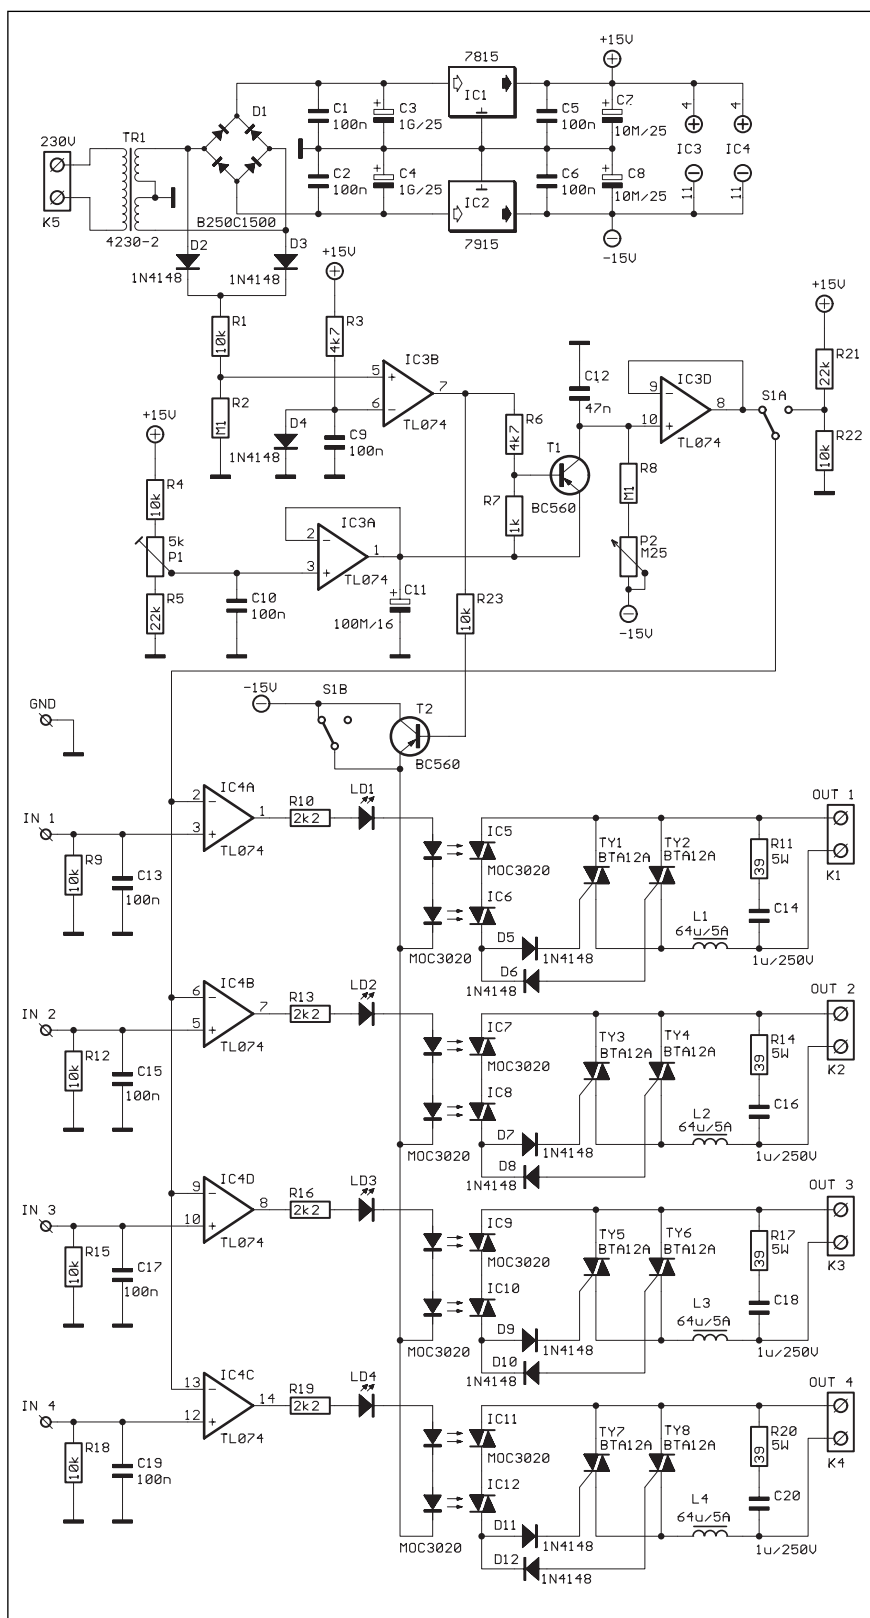 7815
+15V
IC1
D1
C1
100n
C3
1G/25
C5
100n
C7
10M/25
4
4
230V
TR1
IC3
IC4
C2
100n
C4
1G/25
C6
100n
C8
10M/25
11
11
K5
IC2
4230-2
B250C1500
7915
-15V
D2
D3
1N4148
1N4148
+15V
+15V
R1
10k
R3
4k7
R21
22k
IC3B
5
+
6
-
7
TL074
C12
47n
IC3D
9
-
10
+
8
TL074
S1A
R2
M1
D4
1N4148
C9
100n
R6
4k7
R22
10k
+15V
T1
BC560
R8
M1
R4
10k
R7
1k
IC3A
2
-
3
+
1
TL074
5k
P1
P2
M25
R5
22k
C10
100n
C11
100M/16
R23
10k
-15V
-15V
S1B
T2
BC560
GND
IC4A
2
-
3
+
1
TL074
R10
2k2
LD1
OUT 1
IN 1
IC5
MOC3020
TY1
BTA12A
TY2
BTA12A
R11
5W
39
K1
R9
10k
C13
100n
IC6
MOC3020
C14
L1
64u/5A
1u/250V
D5
1N4148
D6
1N4148
IC4B
6
-
5
+
7
TL074
R13
2k2
LD2
OUT 2
IN 2
IC7
MOC3020
TY3
BTA12A
TY4
BTA12A
R14
5W
39
K2
R12
10k
C15
100n
IC8
MOC3020
C16
L2
64u/5A
1u/250V
D7
1N4148
D8
1N4148
IC4D
9
-
10
+
8
TL074
R16
2k2
LD3
OUT 3
IN 3
IC9
MOC3020
TY5
BTA12A
TY6
BTA12A
R17
5W
39
K3
R15
10k
C17
100n
IC10
MOC3020
C18
L3
64u/5A
1u/250V
D9
1N4148
D10
1N4148
IC4C
13
-
12
+
14
TL074
R19
2k2
LD4
OUT 4
IN 4
IC11
MOC3020
TY7
BTA12A
TY8
BTA12A
R20
5W
39
K4
R18
10k
C19
100n
IC12
MOC3020
C20
L4
64u/5A
1u/250V
D11
1N4148
D12
1N4148